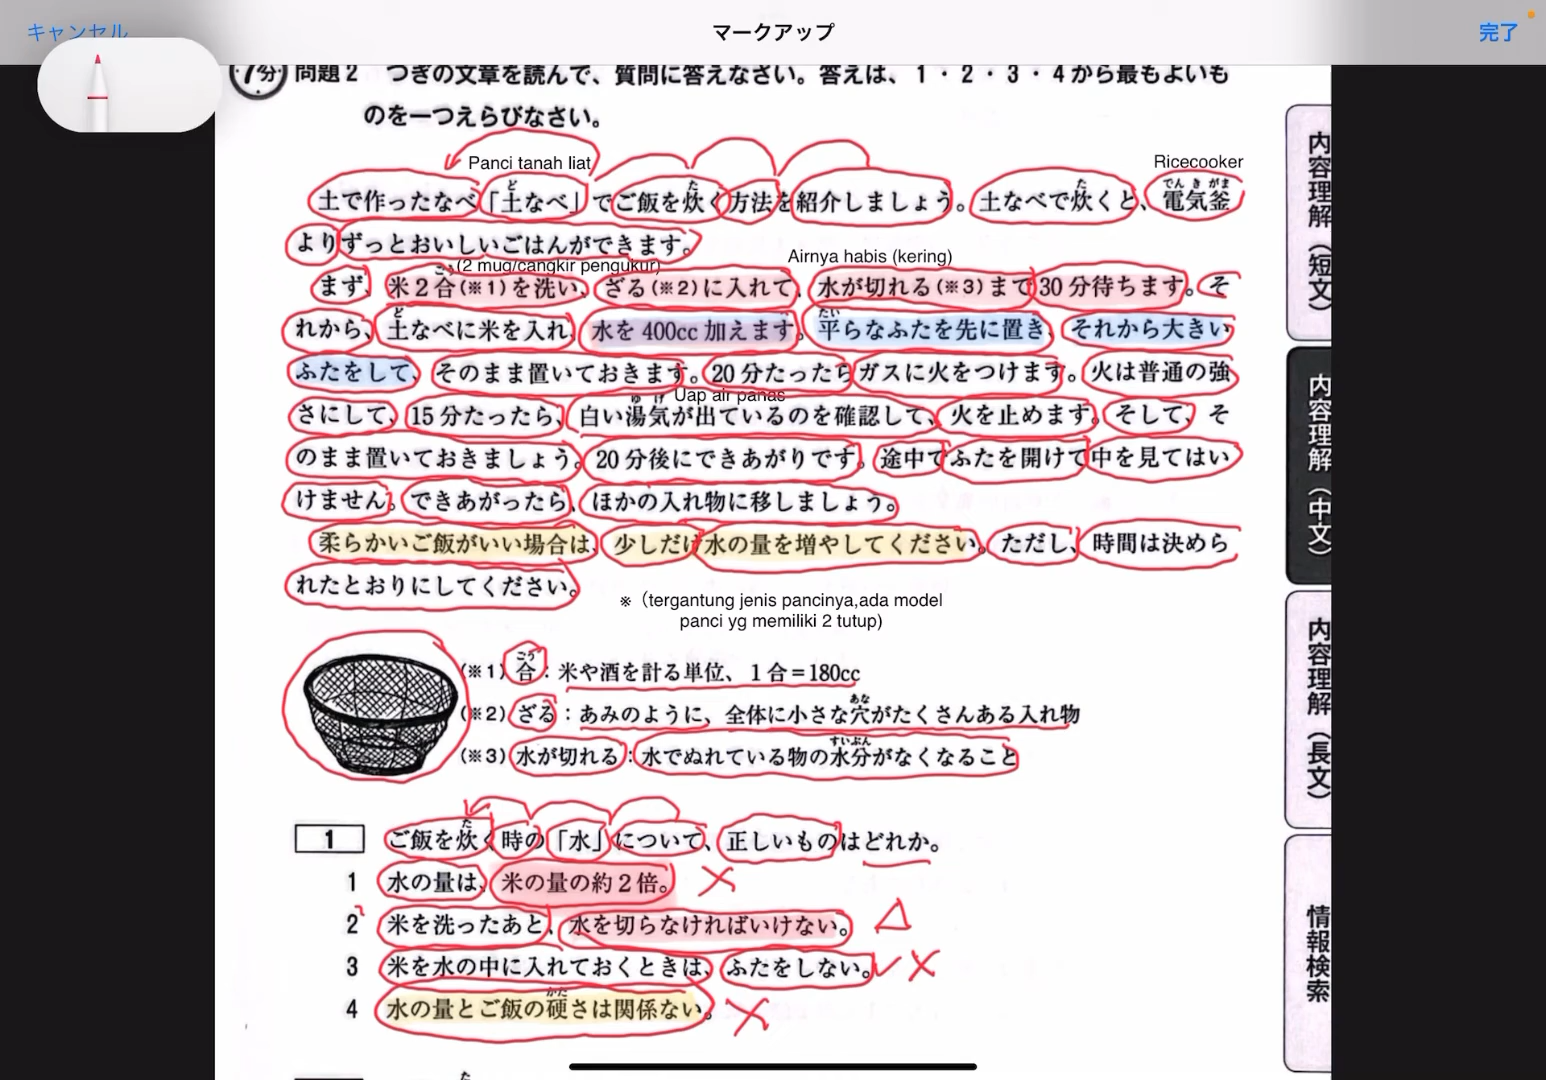 キャンセル
マークアップ
完了
7分 問題2 つぎの文章を読んで、質問に答えなさい。答えは、1・2・3・4から最もよいも
のを一つえらびなさい。
Panci tanah liat
Ricecooker
土で作ったなべ「土なべ」でご飯を炊く方法を紹介しましょう。土なべで炊くと、電気釜
よりずっとおいしいごはんができます。
(2 mug/cangkir pengukur)
Airnya habis (kering)
まず、米2合(※1)を洗い、ざる(※2)に入れて、水が切れる(※3)まで30分待ちます。そ
れから、土なべに米を入れ、水を400cc加えます。平らなふたを先に置き、それから大きい
ふたをして、そのまま置いておきます。20分たったらガスに火をつけます。火は普通の強
Uap air panas
さにして、15分たったら、白い湯気が出ているのを確認して、火を止めます。そして、そ
のまま置いておきましょう。20分後にできあがりです。途中でふたを開けて中を見てはい
けません。できあがったら、ほかの入れ物に移しましょう。
柔らかいご飯がいい場合は、少しだけ水の量を増やしてください。ただし、時間は決めら
れたとおりにしてください。
※（tergantung jenis pancinya,ada model
panci yg memiliki 2 tutup)
(※1) 合：米や酒を計る単位、1合＝180cc
(※2) ざる：あみのように、全体に小さな穴がたくさんある入れ物
(※3) 水が切れる：水でぬれている物の水分がなくなること
1 ご飯を炊く時の「水」について、正しいものはどれか。
1 水の量は、米の量の約2倍。
2 米を洗ったあと、水を切らなければいけない。
3 米を水の中に入れておくときは、ふたをしない。
4 水の量とご飯の硬さは関係ない。
内容理解（短文）
内容理解（中文）
内容理解（長文）
情報検索